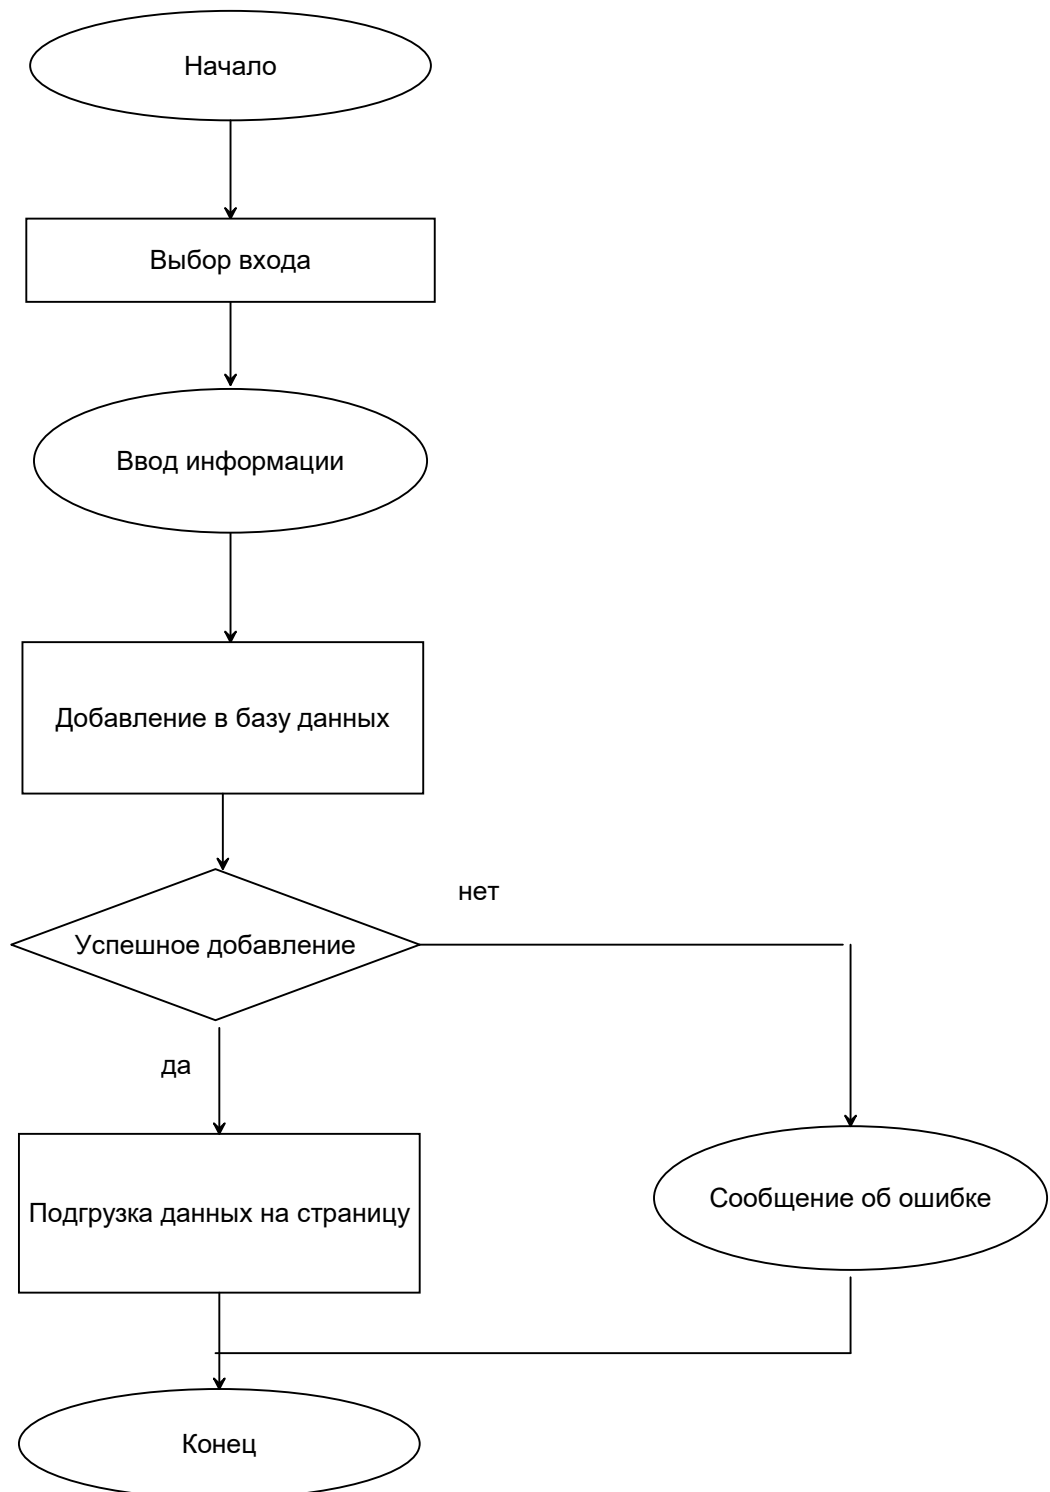 Начало
Выбор входа
Ввод информации
Добавление в базу данных
нет
Успешное добавление
да
Подгрузка данных на страницу
Сообщение об ошибке
Конец